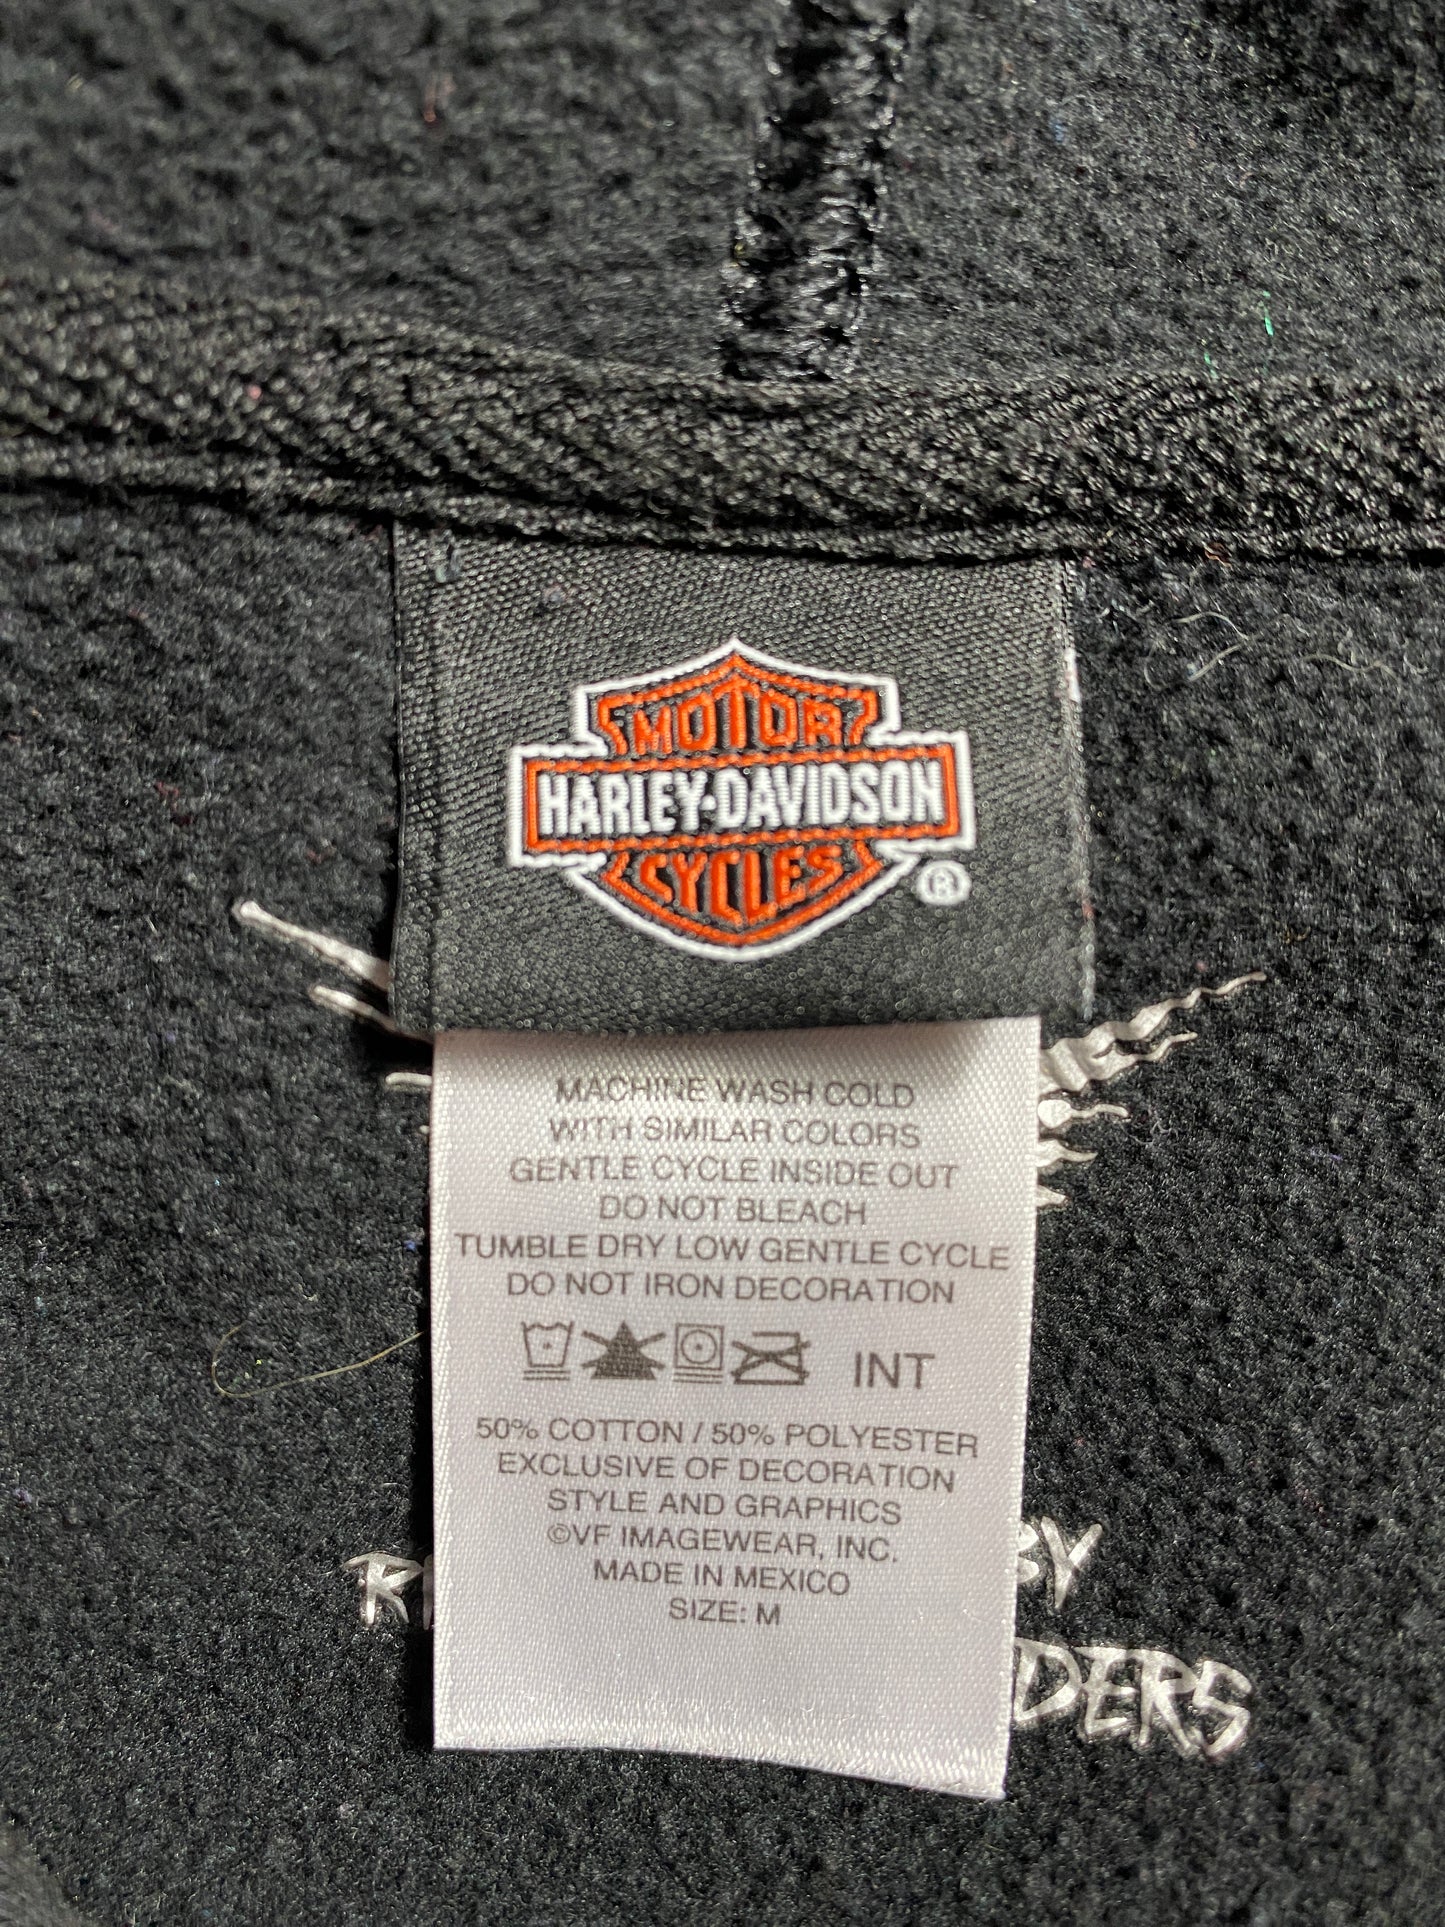 MOTOR
HARLEY-DAVIDSON
CYCLES
®
MACHINE WASH COLD
WITH SIMILAR COLORS
GENTLE CYCLE INSIDE OUT
DO NOT BLEACH
TUMBLE DRY LOW GENTLE CYCLE
DO NOT IRON DECORATION
INT
50% COTTON / 50% POLYESTER
EXCLUSIVE OF DECORATION
STYLE AND GRAPHICS
©VF IMAGEWEAR, INC.
MADE IN MEXICO
SIZE: M
BY